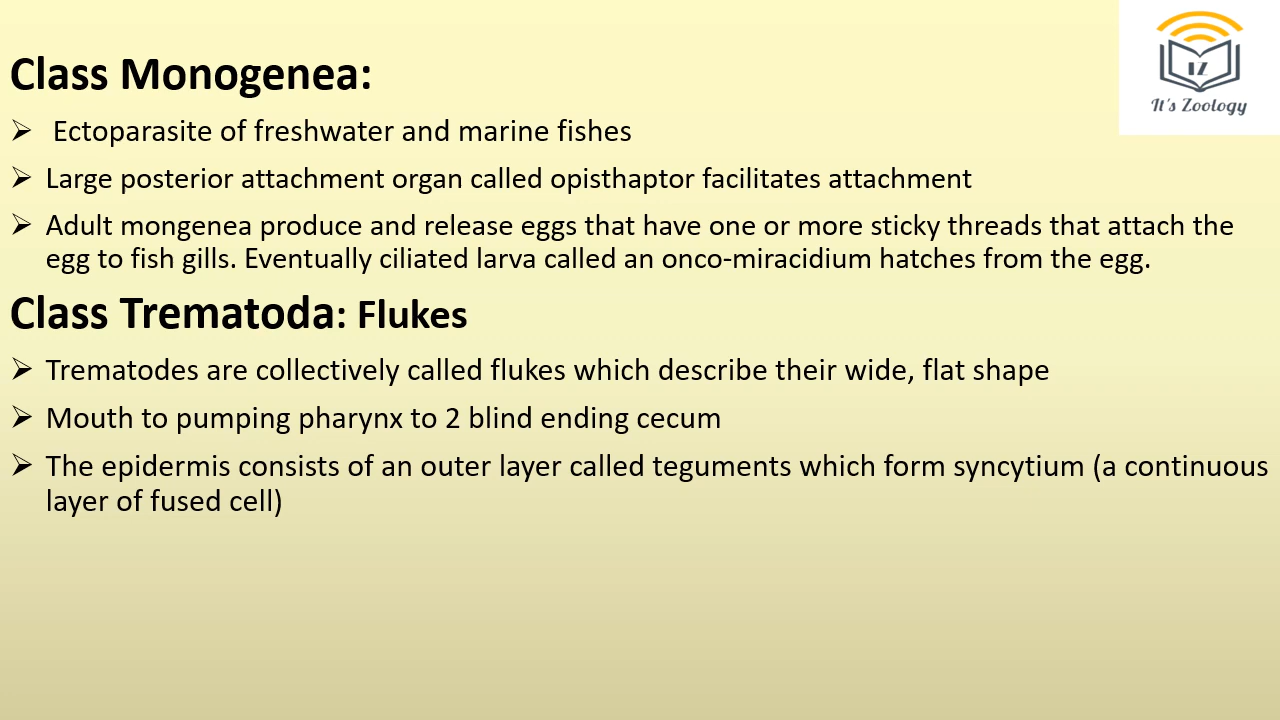 IZ
It's Zoology
Class Monogenea:
➢ Ectoparasite of freshwater and marine fishes
➢ Large posterior attachment organ called opisthaptor facilitates attachment
➢ Adult mongenea produce and release eggs that have one or more sticky threads that attach the
egg to fish gills. Eventually ciliated larva called an onco-miracidium hatches from the egg.
Class Trematoda: Flukes
➢ Trematodes are collectively called flukes which describe their wide, flat shape
➢ Mouth to pumping pharynx to 2 blind ending cecum
➢ The epidermis consists of an outer layer called teguments which form syncytium (a continuous
layer of fused cell)